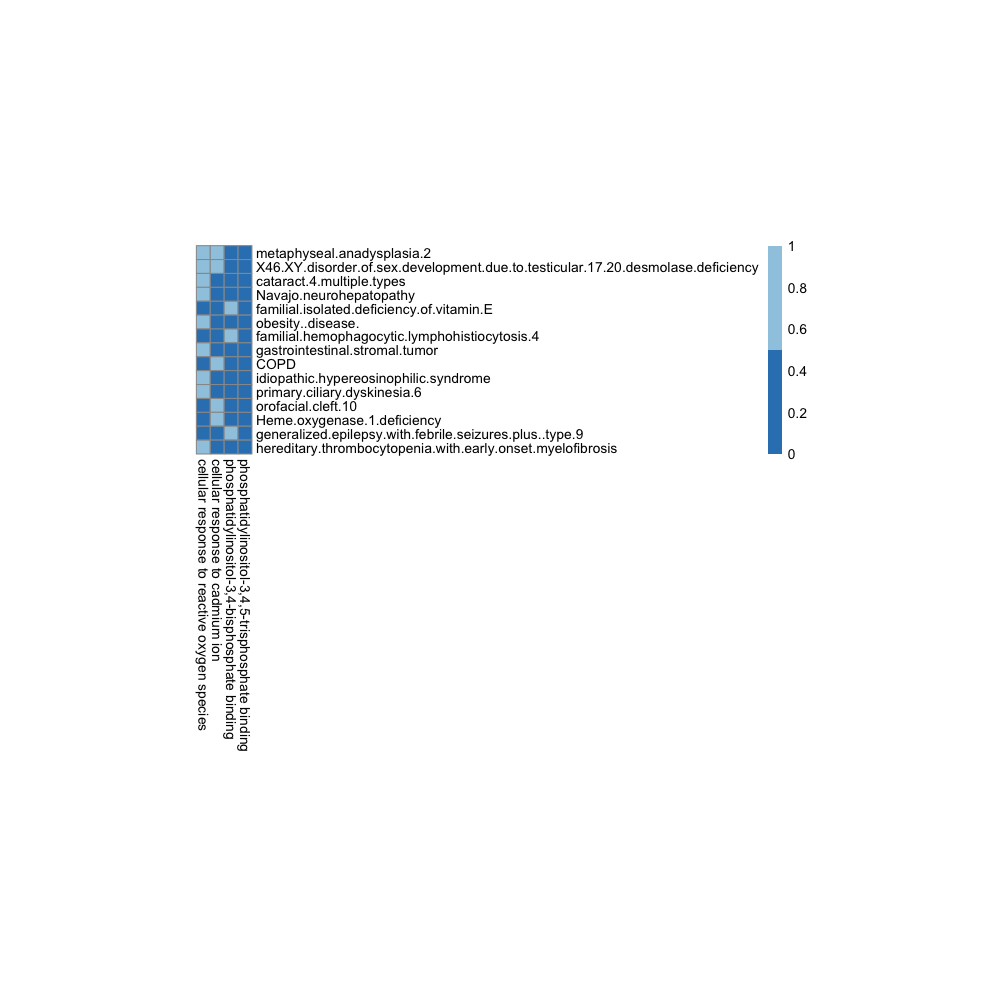 metaphyseal.anadysplasia.2
X46.XY.disorder.of.sex.development.due.to.testicular.17.20.desmolase.deficiency
cataract.4.multiple.types
Navajo.neurohepatopathy
familial.isolated.deficiency.of.vitamin.E
obesity..disease.
familial.hemophagocytic.lymphohistiocytosis.4
gastrointestinal.stromal.tumor
COPD
idiopathic.hypereosinophilic.syndrome
primary.ciliary.dyskinesia.6
orofacial.cleft.10
Heme.oxygenase.1.deficiency
generalized.epilepsy.with.febrile.seizures.plus..type.9
hereditary.thrombocytopenia.with.early.onset.myelofibrosis
1
0.8
0.6
0.4
0.2
0
cellular response to reactive oxygen species
cellular response to cadmium ion
phosphatidylinositol-3,4-bisphosphate binding
phosphatidylinositol-3,4,5-trisphosphate binding